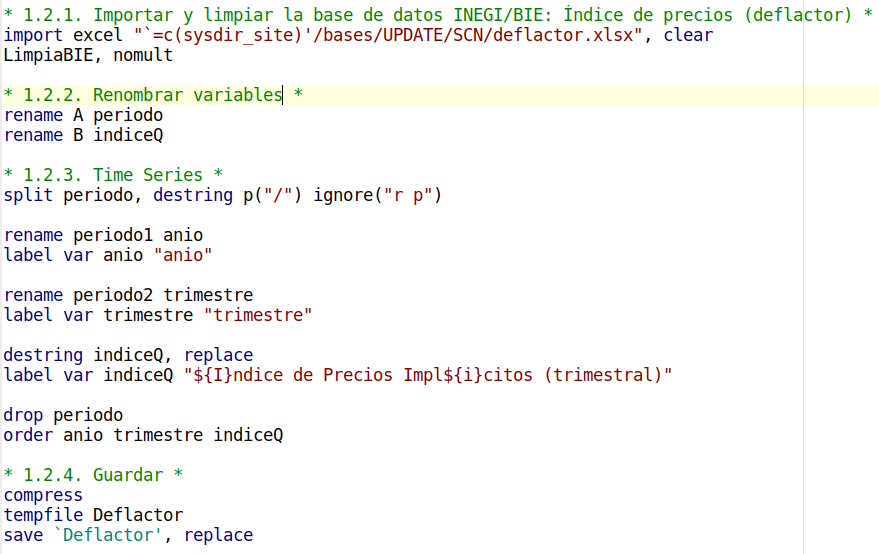 * 1.2.1. Importar y limpiar la base de datos INEGI/BIE: Índice de precios (deflactor) *
import excel "`=c(sysdir_site)'/bases/UPDATE/SCN/deflactor.xlsx", clear
LimpiaBIE, nomult
* 1.2.2. Renombrar variables *
rename A periodo
rename B indiceQ
* 1.2.3. Time Series *
split periodo, destring p("/") ignore("r p")
rename periodo1 anio
label var anio "anio"
rename periodo2 trimestre
label var trimestre "trimestre"
destring indiceQ, replace
label var indiceQ "${I}ndice de Precios Impl${i}citos (trimestral)"
drop periodo
order anio trimestre indiceQ
* 1.2.4. Guardar *
compress
tempfile Deflactor
save `Deflactor', replace